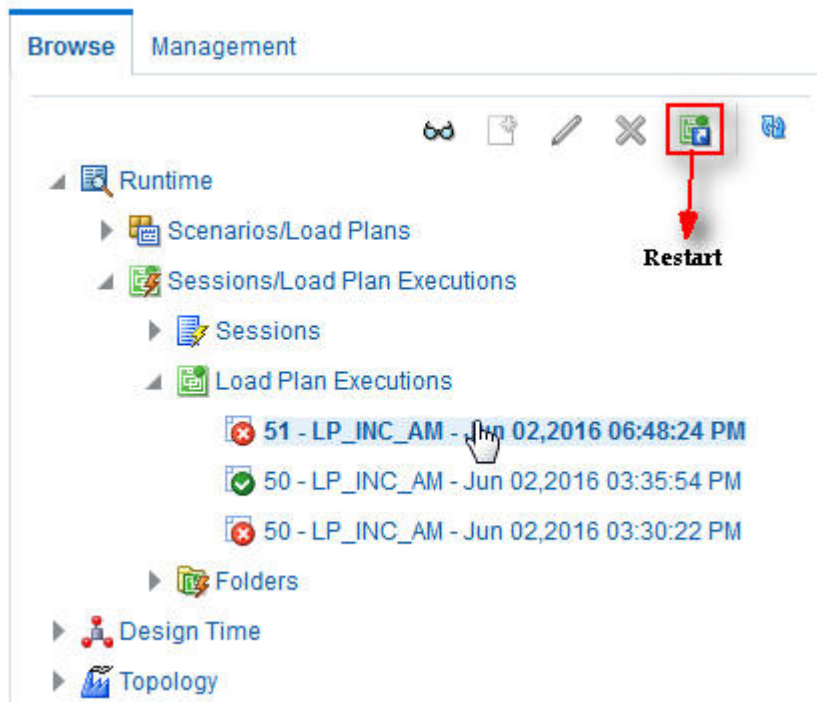 Browse Management
Restart
Runtime
Scenarios/Load Plans
Sessions/Load Plan Executions
Sessions
Load Plan Executions
51 - LP_INC_AM - Jun 02,2016 06:48:24 PM
50 - LP_INC_AM - Jun 02,2016 03:35:54 PM
50 - LP_INC_AM - Jun 02,2016 03:30:22 PM
Folders
Design Time
Topology